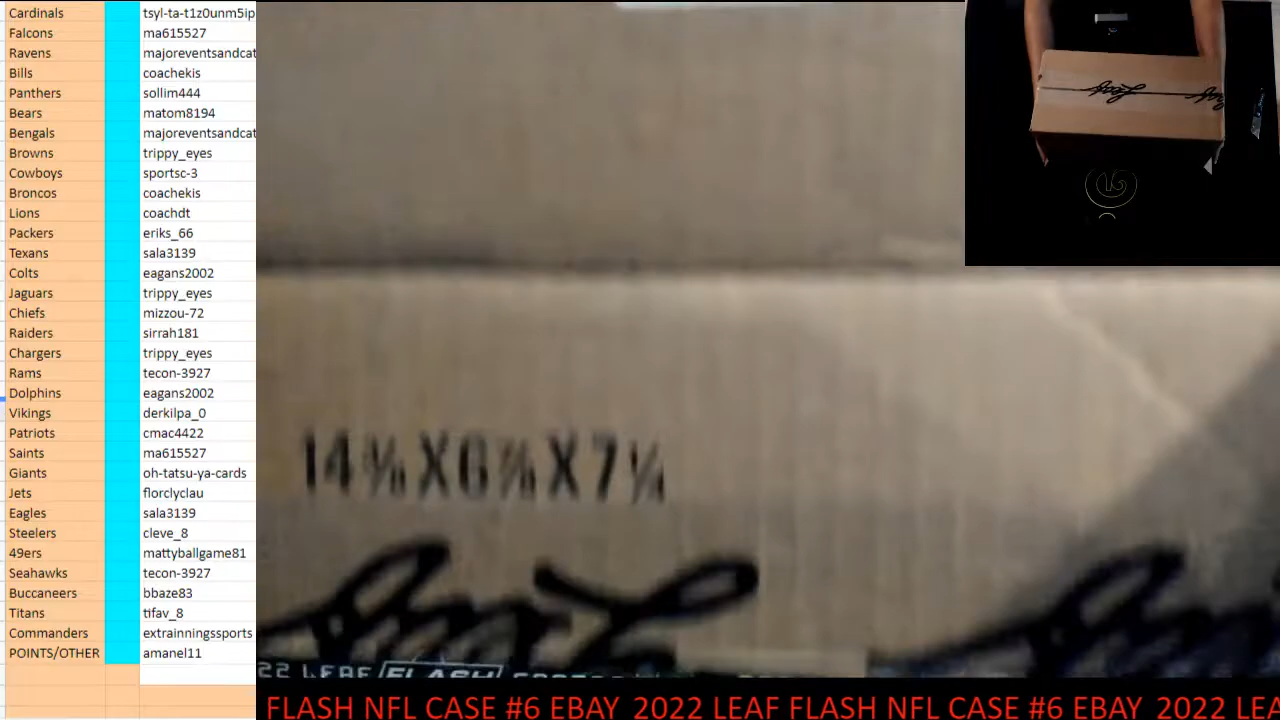 Cardinals tsyl-ta-t1z0unm5ip
Falcons ma615527
Ravens majoreventsandcat
Bills coachekis
Panthers sollim444
Bears matom8194
Bengals majoreventsandcat
Browns trippy_eyes
Cowboys sportsc-3
Broncos coachekis
Lions coachdt
Packers eriks_66
Texans sala3139
Colts eagans2002
Jaguars trippy_eyes
Chiefs mizzou-72
Raiders sirrah181
Chargers trippy_eyes
Rams tecon-3927
Dolphins eagans2002
Vikings derkilpa_0
Patriots cmac4422
Saints ma615527
Giants oh-tatsu-ya-cards
Jets florclyclau
Eagles sala3139
Steelers cleve_8
49ers mattyballgame81
Seahawks tecon-3927
Buccaneers bbaze83
Titans tifav_8
Commanders extrainningssports
POINTS/OTHER amanel11
Leaf
22 LEAF FLASH
FLASH NFL CASE #6 EBAY 2022 LEAF FLASH NFL CASE #6 EBAY 2022 LEA